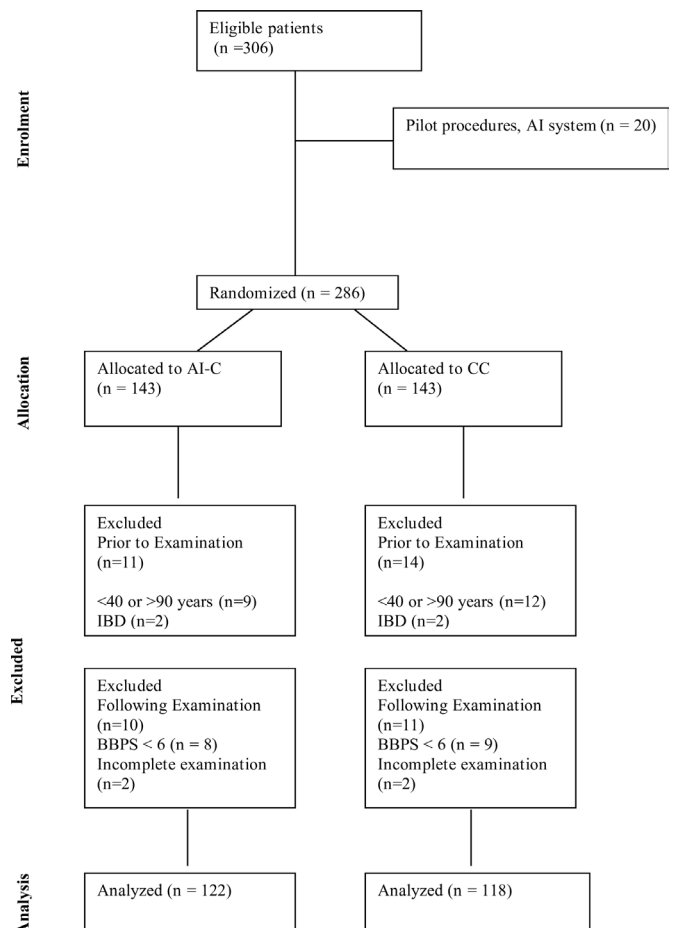 Eligible patients
(n =306)
Enrolment
Pilot procedures, AI system (n = 20)
Randomized (n = 286)
Allocation
Allocated to AI-C
(n = 143)
Allocated to CC
(n = 143)
Excluded
Excluded
Prior to Examination
(n=11)
<40 or >90 years (n=9)
IBD (n=2)
Excluded
Prior to Examination
(n=14)
<40 or >90 years (n=12)
IBD (n=2)
Excluded
Following Examination
(n=10)
BBPS < 6 (n = 8)
Incomplete examination
(n=2)
Excluded
Following Examination
(n=11)
BBPS < 6 (n = 9)
Incomplete examination
(n=2)
Analysis
Analyzed (n = 122)
Analyzed (n = 118)